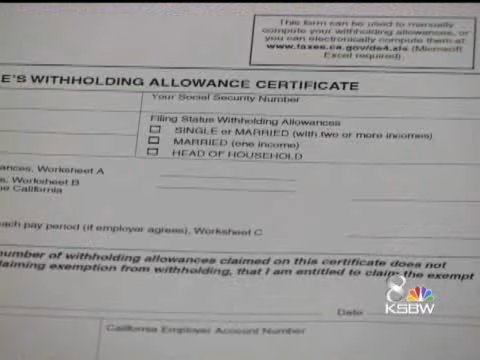 This form can be used to manually
compute your withholding allowances, or
you can electronically compute them at
www.taxes.ca.gov/de4.xls (Microsoft
Excel required).
E'S WITHHOLDING ALLOWANCE CERTIFICATE
Your Social Security Number
Filing Status Withholding Allowances
SINGLE or MARRIED (with two or more incomes)
MARRIED (one income)
HEAD OF HOUSEHOLD
ances, Worksheet A
s, Worksheet B
e California
each pay period (if employer agrees), Worksheet C
number of withholding allowances claimed on this certificate does not
laiming exemption from withholding, that I am entitled to claim the exempt
Date
California Employer Account Number
8
KSBW